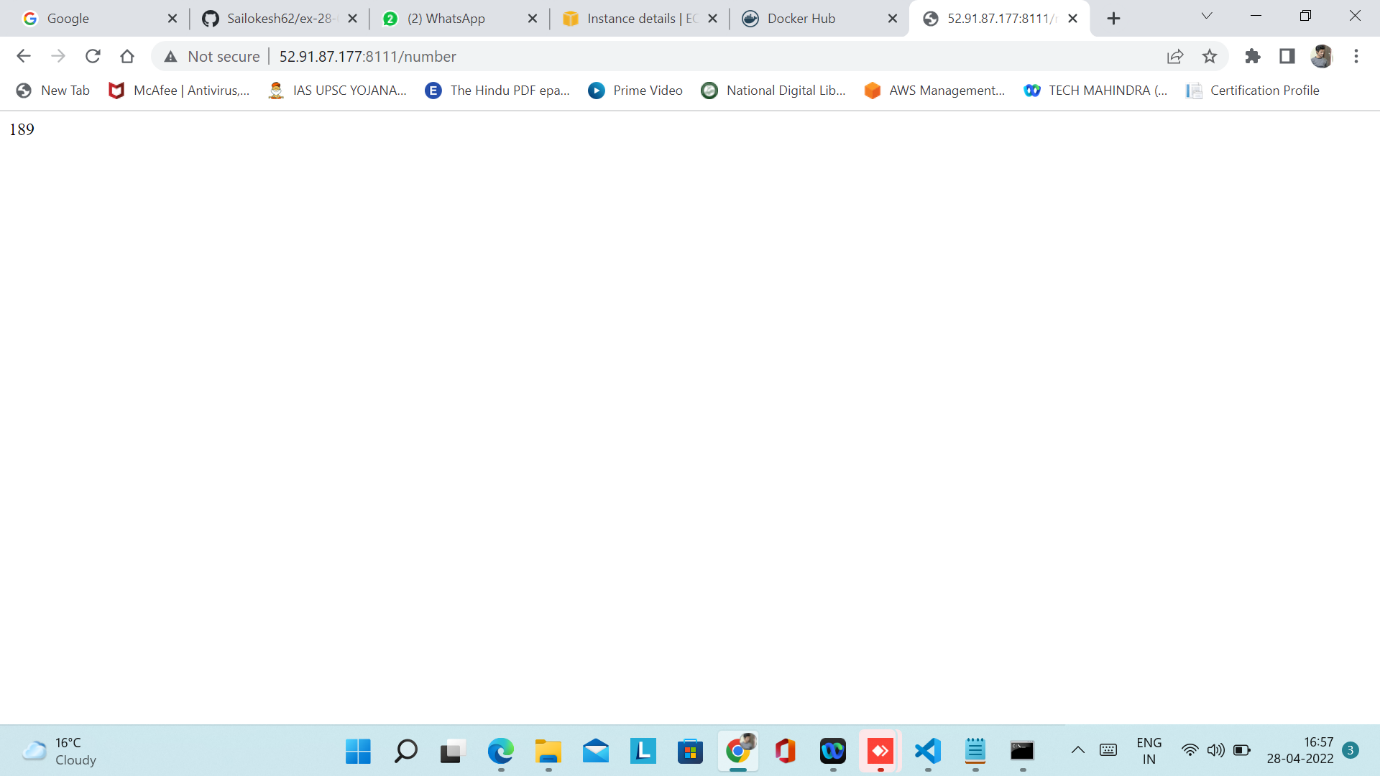 Google
Sailokesh62/ex-28-
2 (2) WhatsApp
Instance details | EC
Docker Hub
52.91.87.177:8111/
Not secure | 52.91.87.177:8111/number
New Tab
McAfee | Antivirus,...
IAS UPSC YOJANA...
E The Hindu PDF epa...
Prime Video
National Digital Lib...
AWS Management...
TECH MAHINDRA (...
Certification Profile
189
16°C
Cloudy
L
ENG
IN
16:57
28-04-2022
3